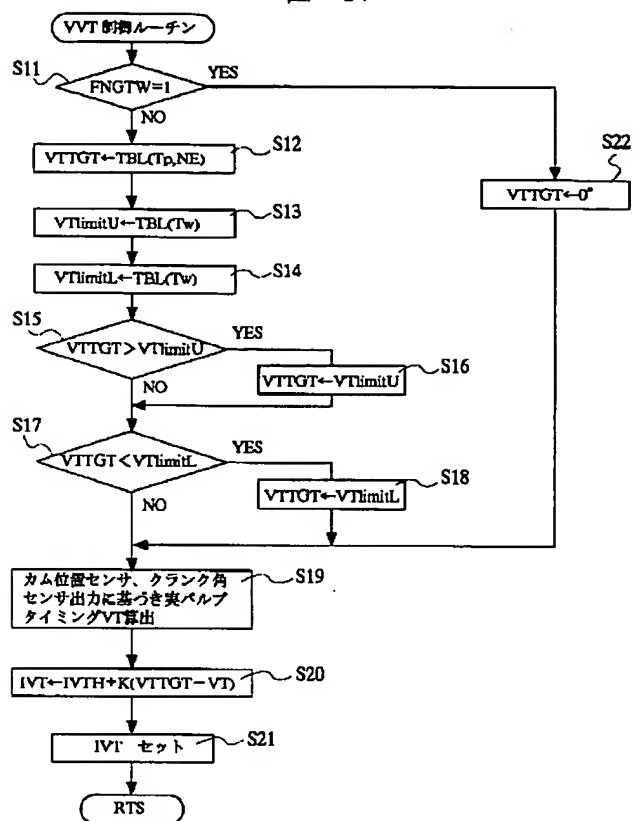 VVT 制御ルーチン
S11
FNGTW=1
YES
NO
VTTGT←TBL(Tp,NE)
S12
S22
VTTGT←0°
VTlimitU←TBL(Tw)
S13
VTlimitL←TBL(Tw)
S14
S15
VTTGT>VTlimitU
YES
NO
VTTGT←VTlimitU
S16
S17
VTTGT<VTlimitL
YES
NO
VTTGT←VTlimitL
S18
カム位置センサ、クランク角
センサ出力に基づき実バルブ
タイミングVT算出
S19
IVT←IVTH+K(VTTGT-VT)
S20
IVT セット
S21
RTS